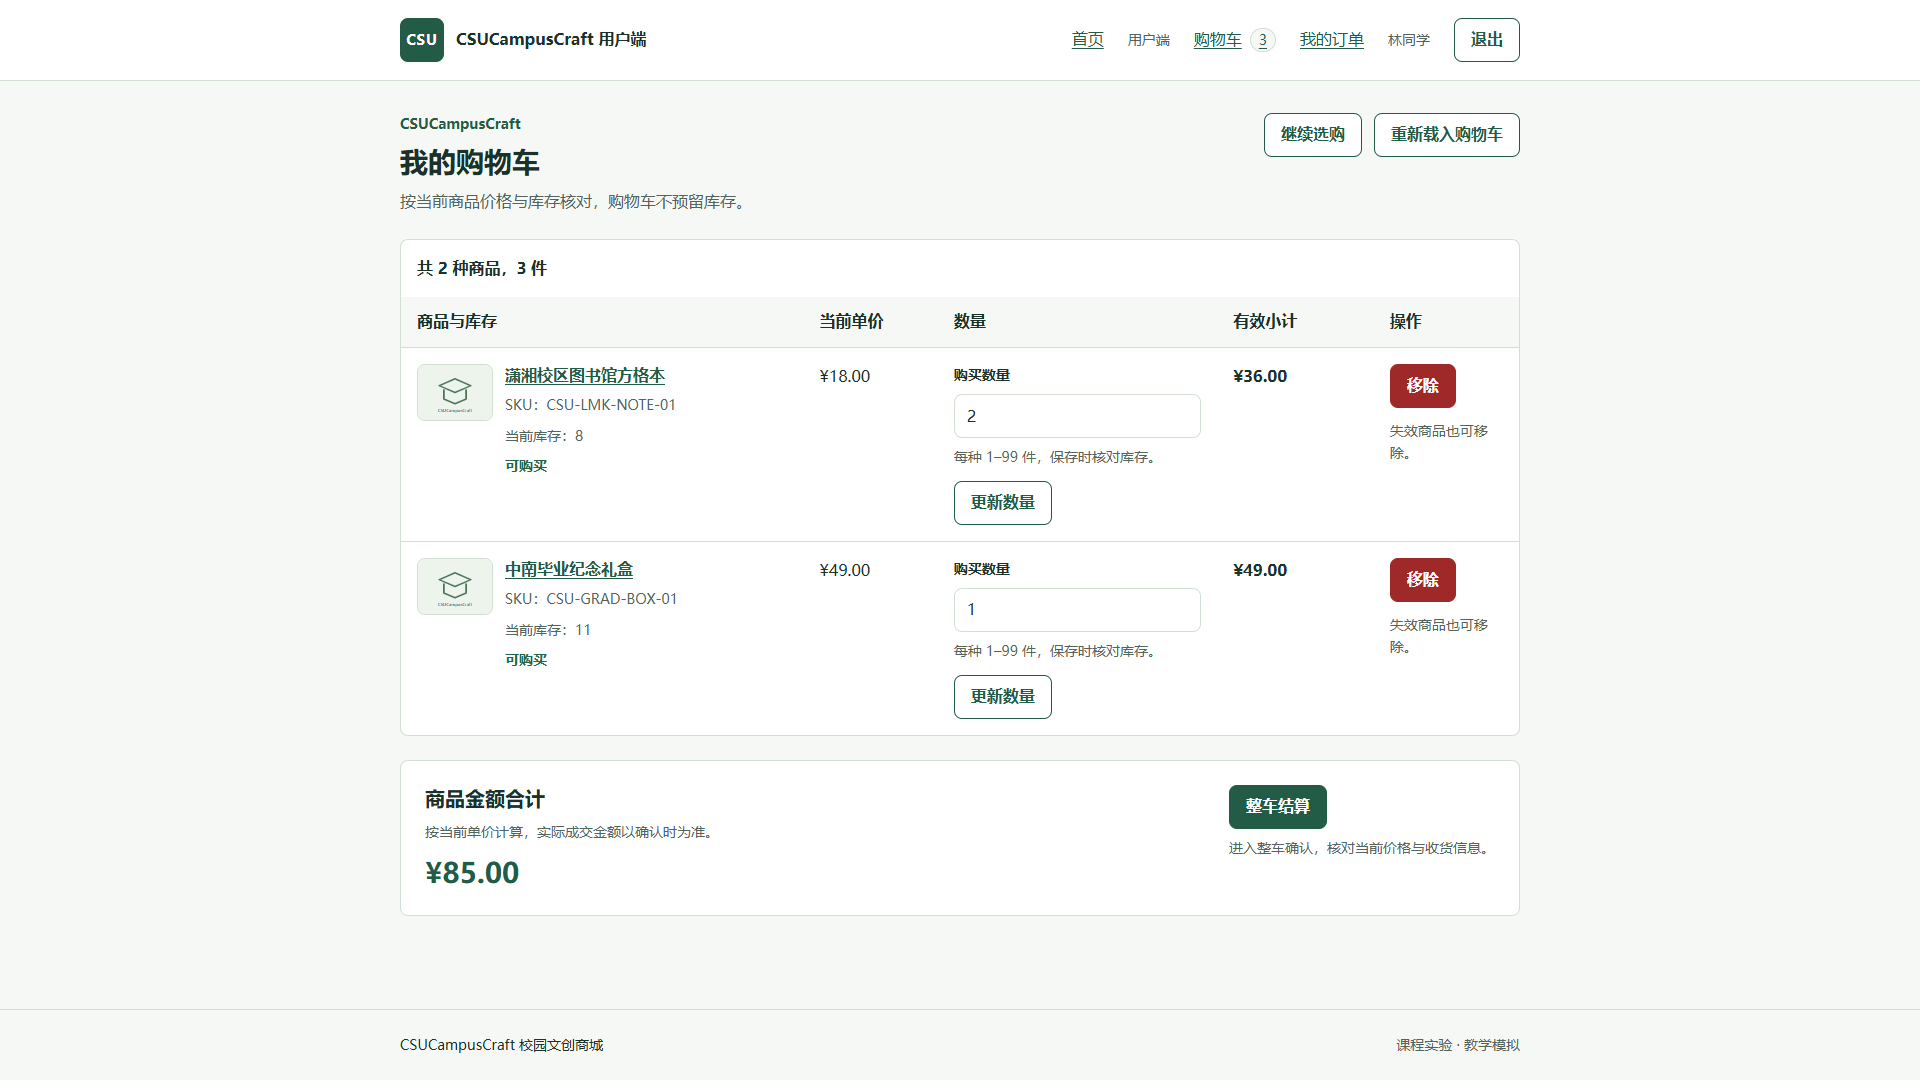 CSU CSUCampusCraft 用户端 首页 用户端 购物车 3 我的订单 林同学 退出
CSUCampusCraft
我的购物车
按当前商品价格与库存核对，购物车不预留库存。
继续选购 重新载入购物车
共 2 种商品，3 件
商品与库存 当前单价 数量 有效小计 操作
CSUCampusCraft
潇湘校区图书馆方格本
SKU：CSU-LMK-NOTE-01
当前库存：8
可购买
¥18.00
购买数量
2
每种 1–99 件，保存时核对库存。
更新数量
¥36.00
移除
失效商品也可移
除。
CSUCampusCraft
中南毕业纪念礼盒
SKU：CSU-GRAD-BOX-01
当前库存：11
可购买
¥49.00
购买数量
1
每种 1–99 件，保存时核对库存。
更新数量
¥49.00
移除
失效商品也可移
除。
商品金额合计
按当前单价计算，实际成交金额以确认时为准。
¥85.00
整车结算
进入整车确认，核对当前价格与收货信息。
CSUCampusCraft 校园文创商城
课程实验 · 教学模拟